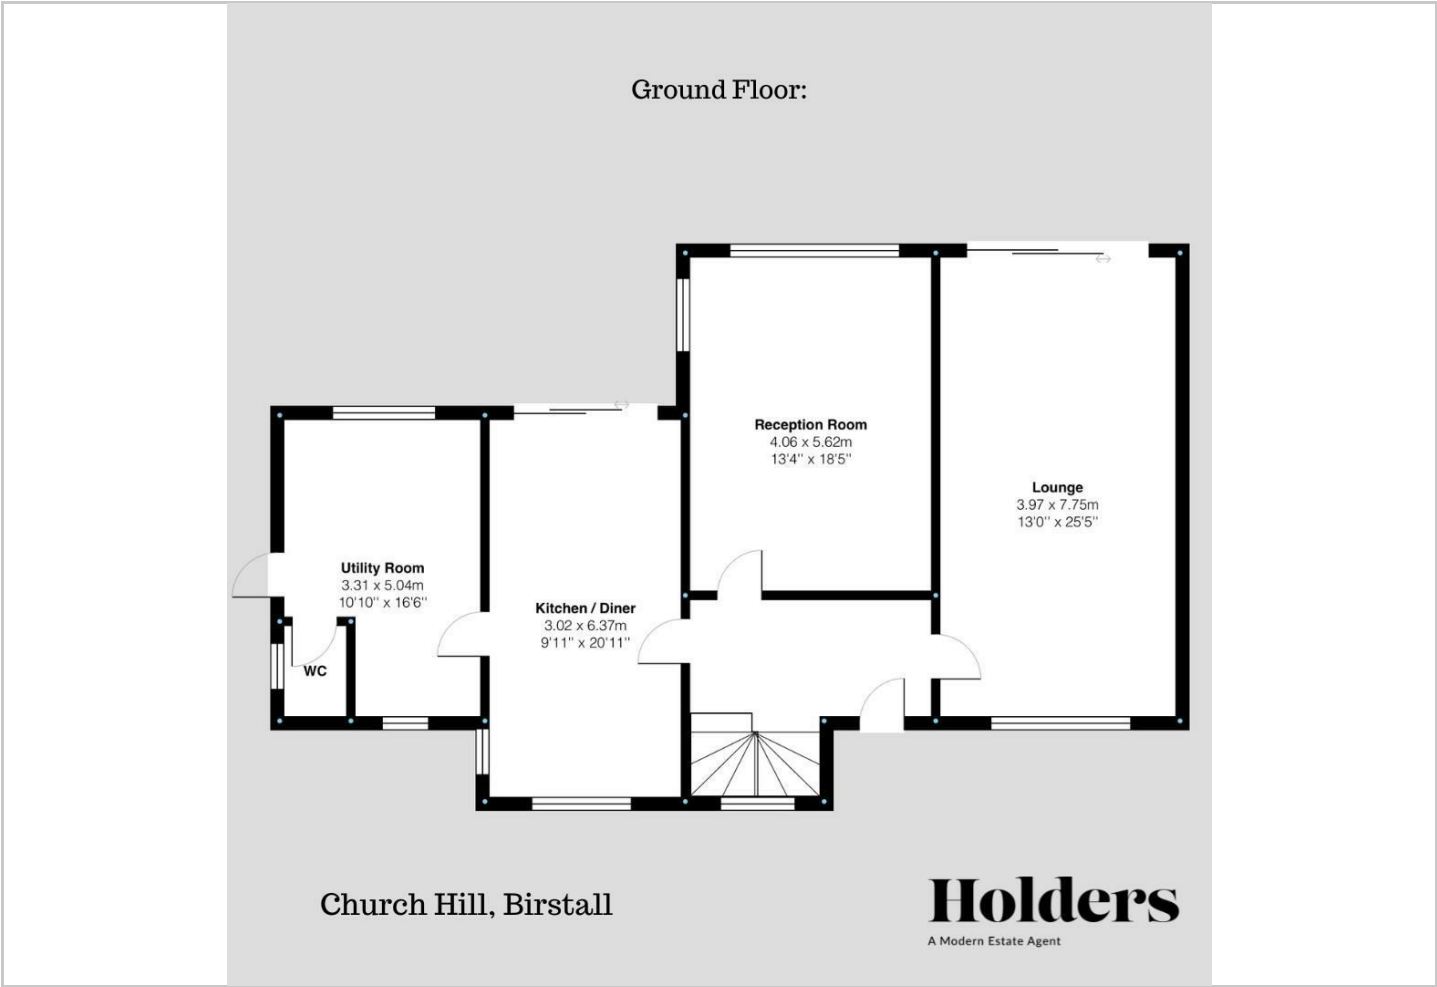 Ground Floor:
Reception Room
4.06 x 5.62m
13'4" x 18'5"
Lounge
3.97 x 7.75m
13'0" x 25'5"
Utility Room
3.31 x 5.04m
10'10" x 16'6"
Kitchen / Diner
3.02 x 6.37m
9'11" x 20'11"
WC
Church Hill, Birstall
Holders
A Modern Estate Agent